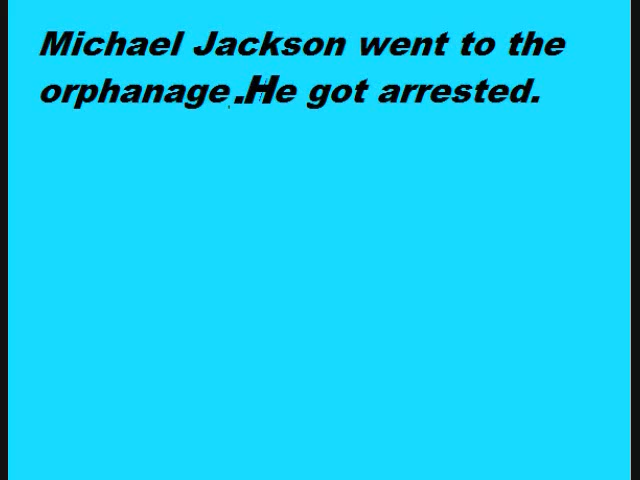 Michael Jackson went to the
orphanage.He got arrested.